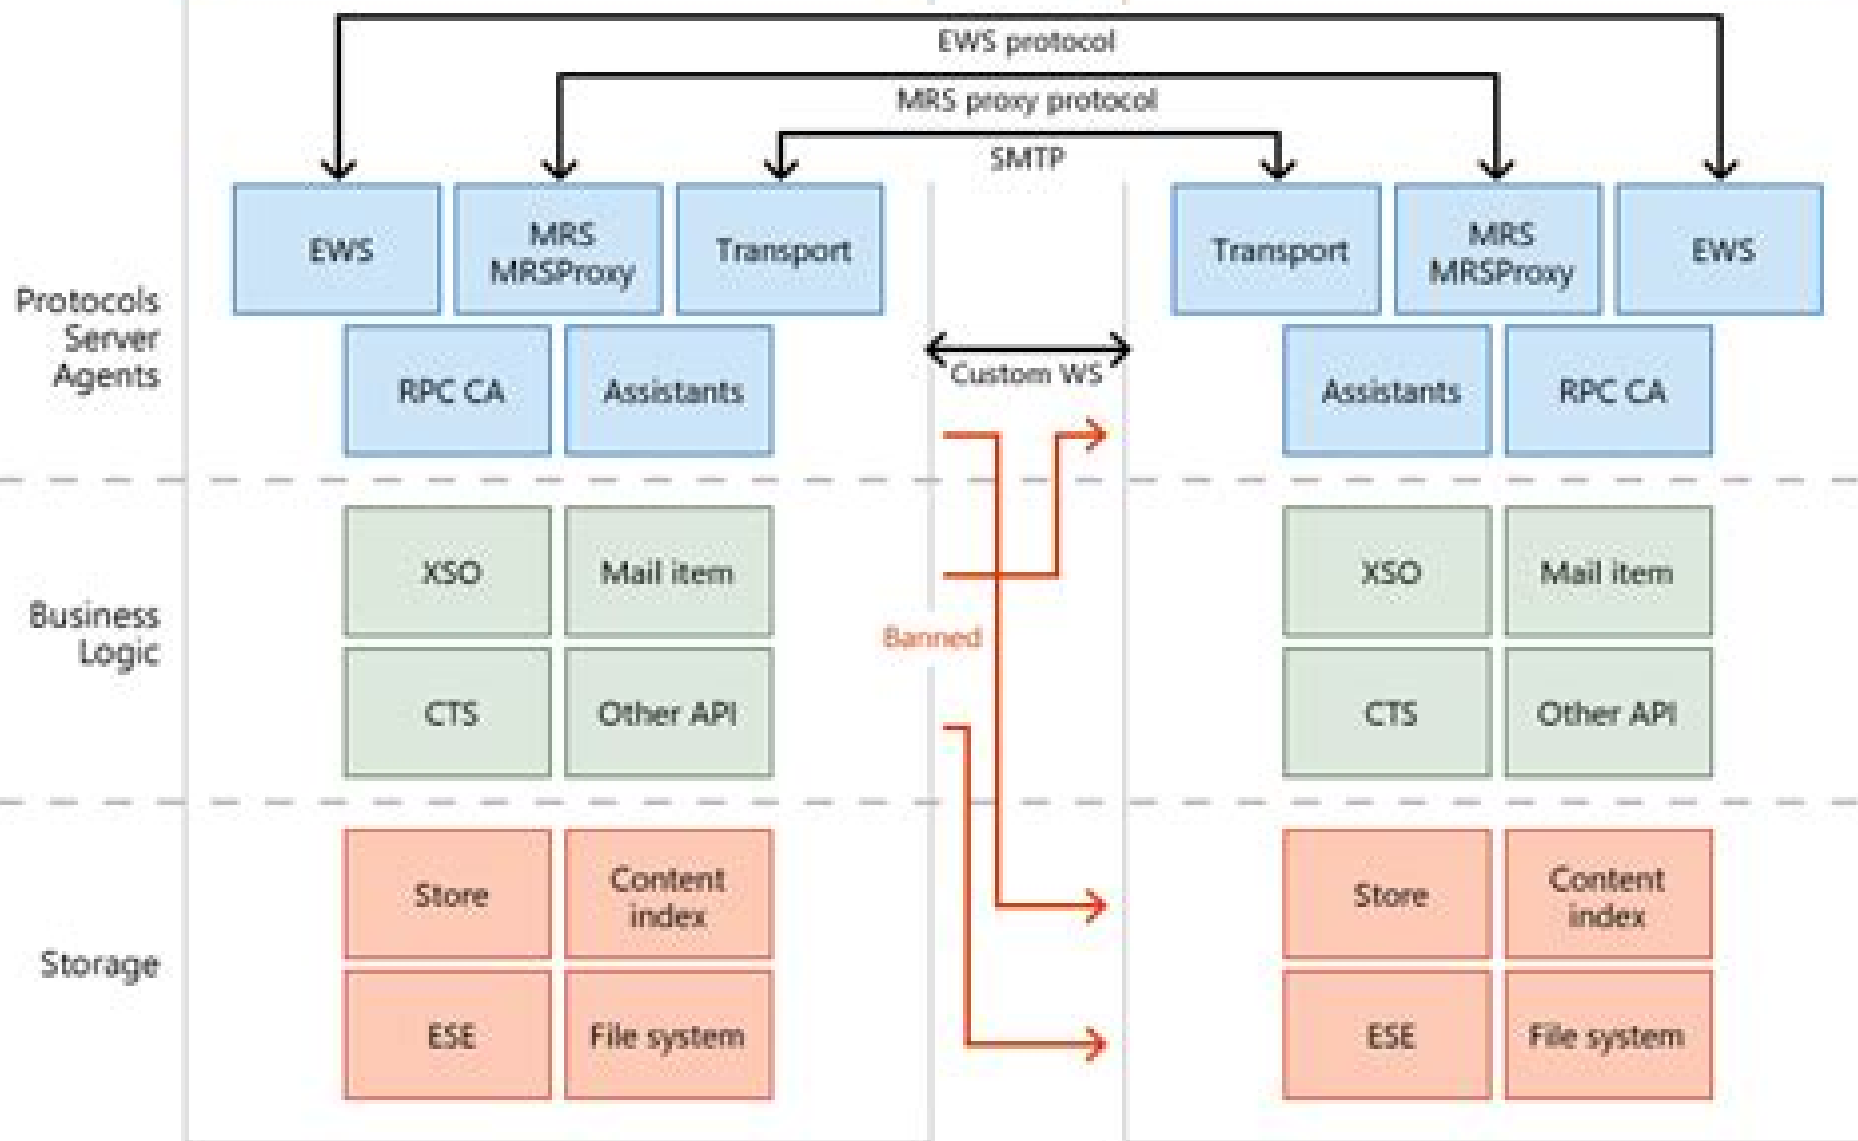 EWS protocol
MRS proxy protocol
SMTP
EWS
MRS
MRSProxy
Transport
Transport
MRS
MRSProxy
EWS
Protocols
Server
Agents
RPC CA
Assistants
Custom WS
Assistants
RPC CA
Business
Logic
XSO
Mail item
XSO
Mail item
Banned
CTS
Other API
CTS
Other API
Storage
Store
Content
index
Store
Content
index
ESE
File system
ESE
File system